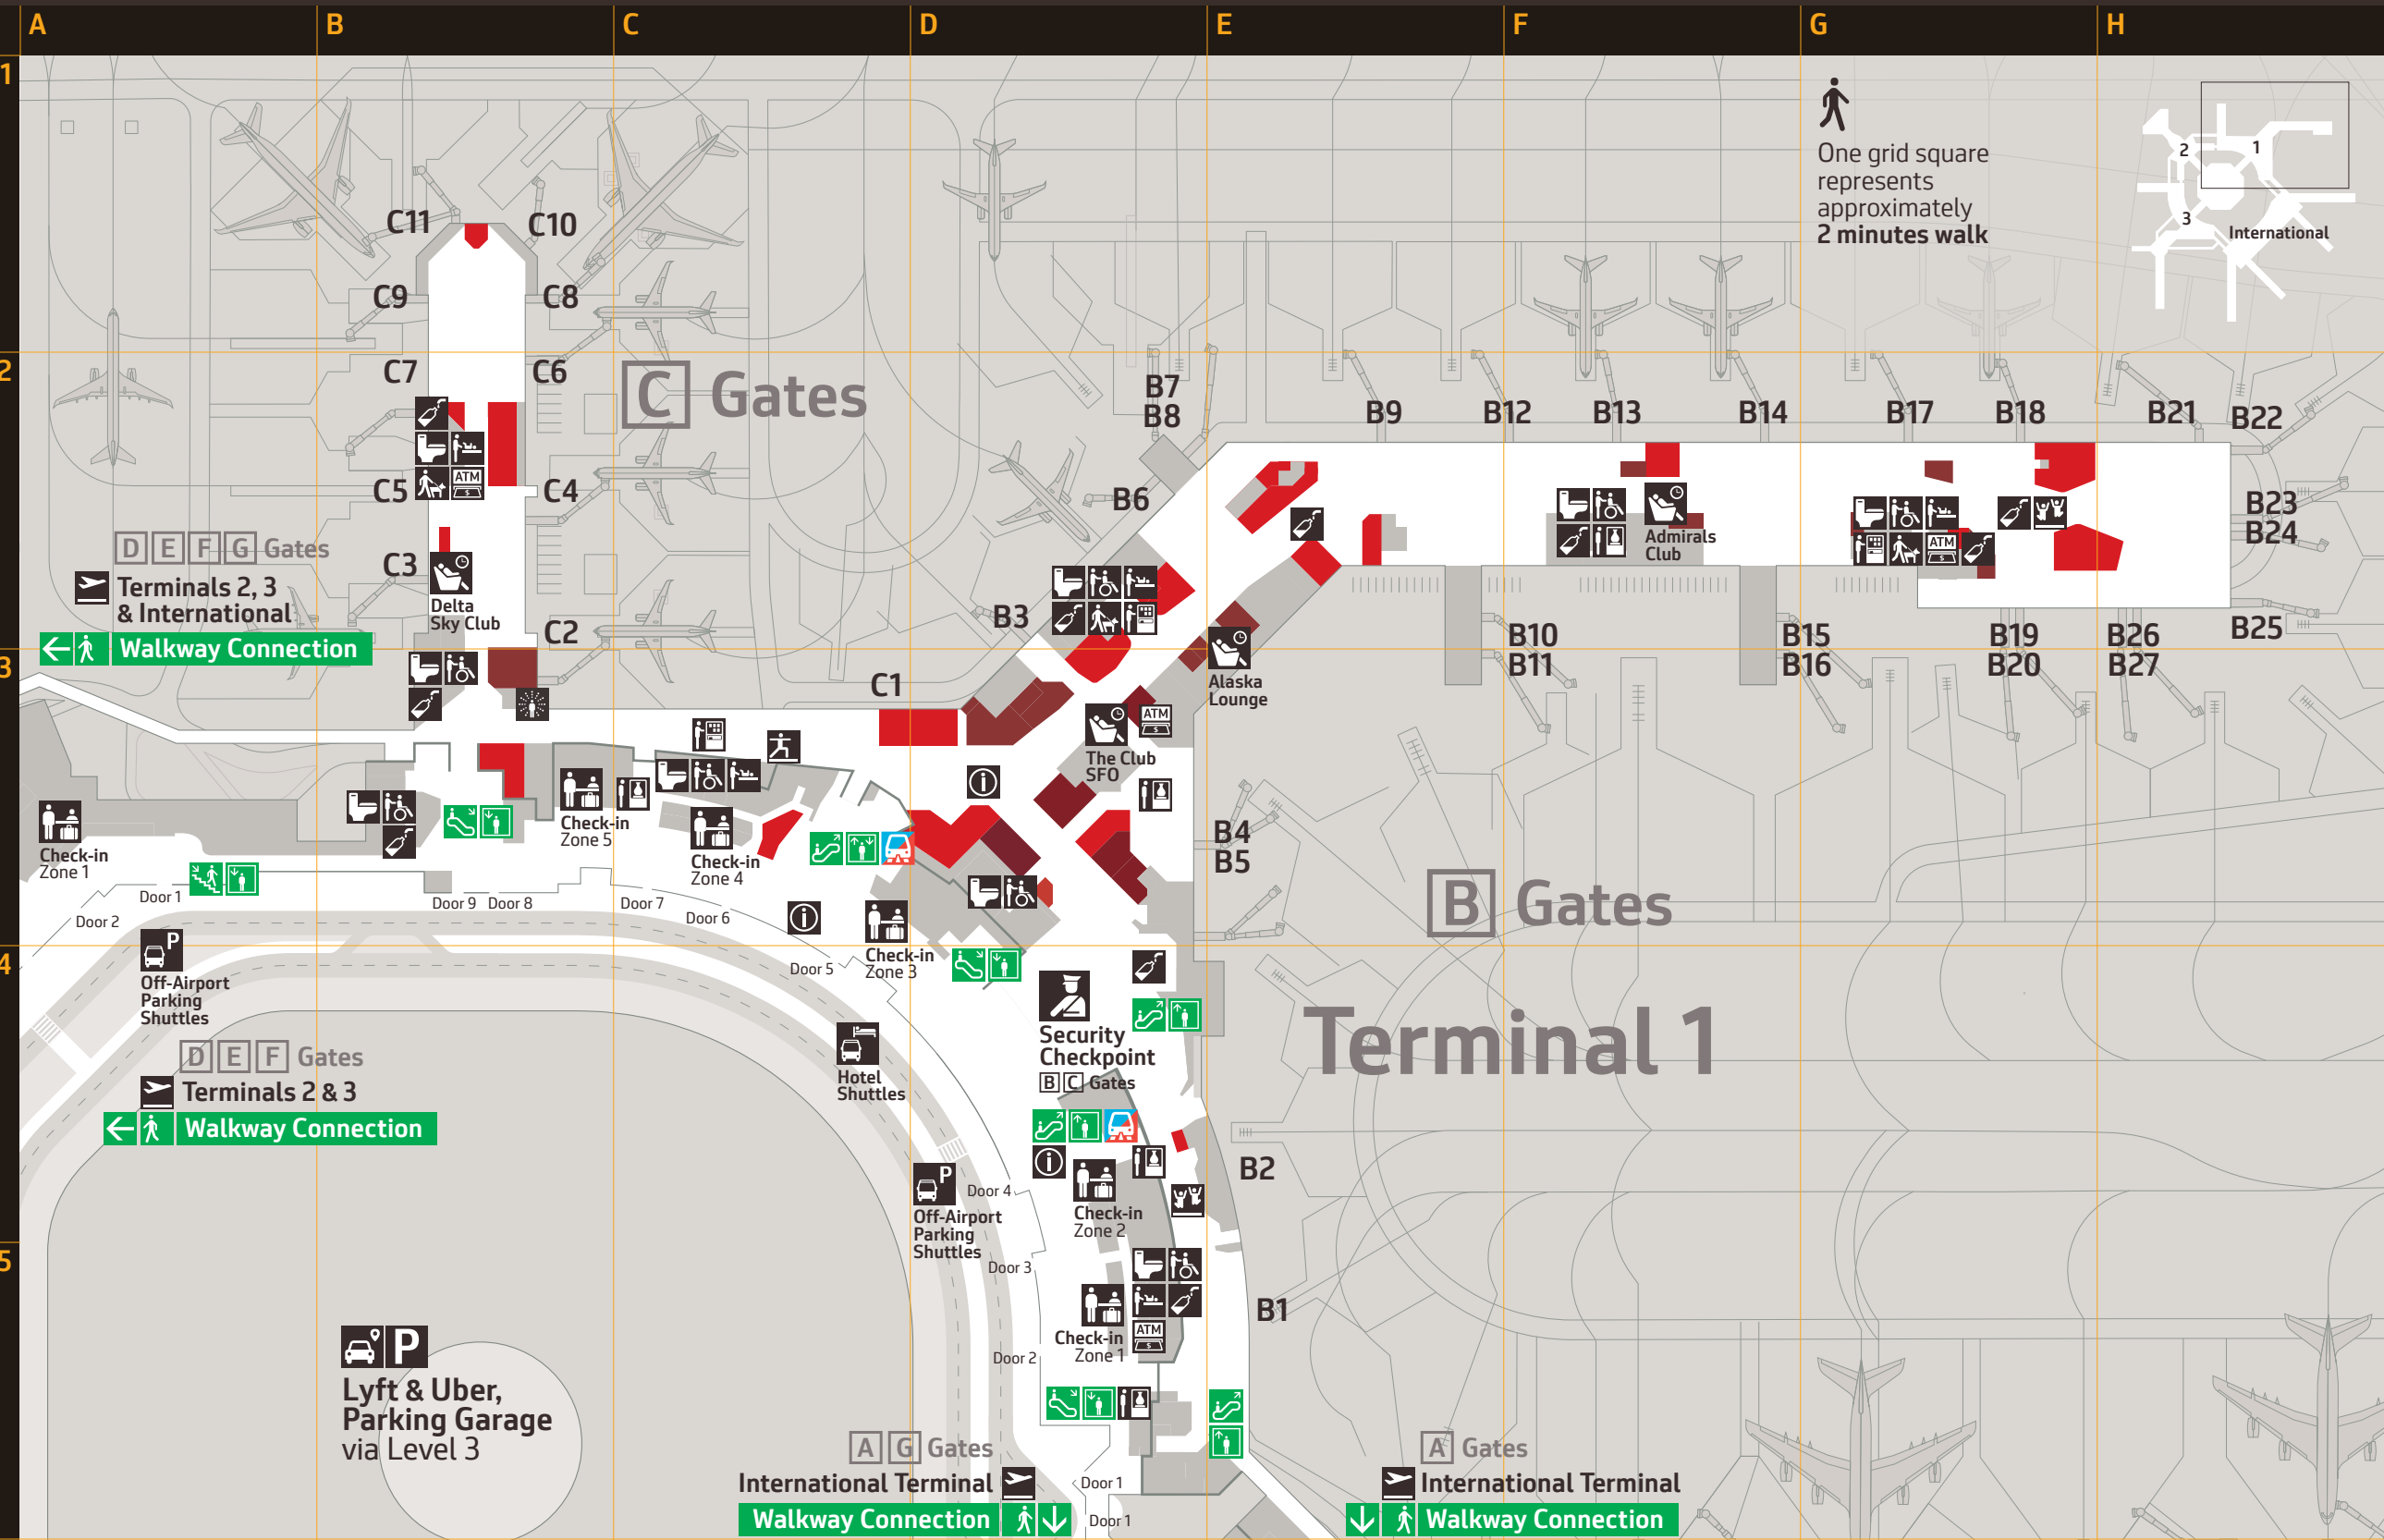 A B C D E F G H
1
One grid square
represents
approximately
2 minutes walk
2
1
3
International
C11
C10
C9
C8
2
C7
C6
C Gates
B7
B8
B9
B12
B13
B14
B17
B18
B21
B22
ATM
C5
C4
B6
B23
B24
D E F G Gates
Terminals 2, 3
& International
Walkway Connection
C3
Delta
Sky Club
C2
B3
Admirals
Club
ATM
B10
B11
B15
B16
B19
B20
B26
B27
B25
3
C1
Alaska
Lounge
ATM
The Club
SFO
Check-in
Zone 1
Check-in
Zone 5
Check-in
Zone 4
B4
B5
Door 1
Door 2
Door 9
Door 8
Door 7
Door 6
B Gates
4
P
Off-Airport
Parking
Shuttles
Door 5
Check-in
Zone 3
Security
Checkpoint
B C Gates
Terminal 1
Hotel
Shuttles
D E F Gates
Terminals 2 & 3
Walkway Connection
B2
P
Off-Airport
Parking
Shuttles
Door 4
Check-in
Zone 2
5
Door 3
B1
Check-in
Zone 1
ATM
Door 2
P
Lyft & Uber,
Parking Garage
via Level 3
A G Gates
International Terminal
Walkway Connection
Door 1
Door 1
A Gates
International Terminal
Walkway Connection